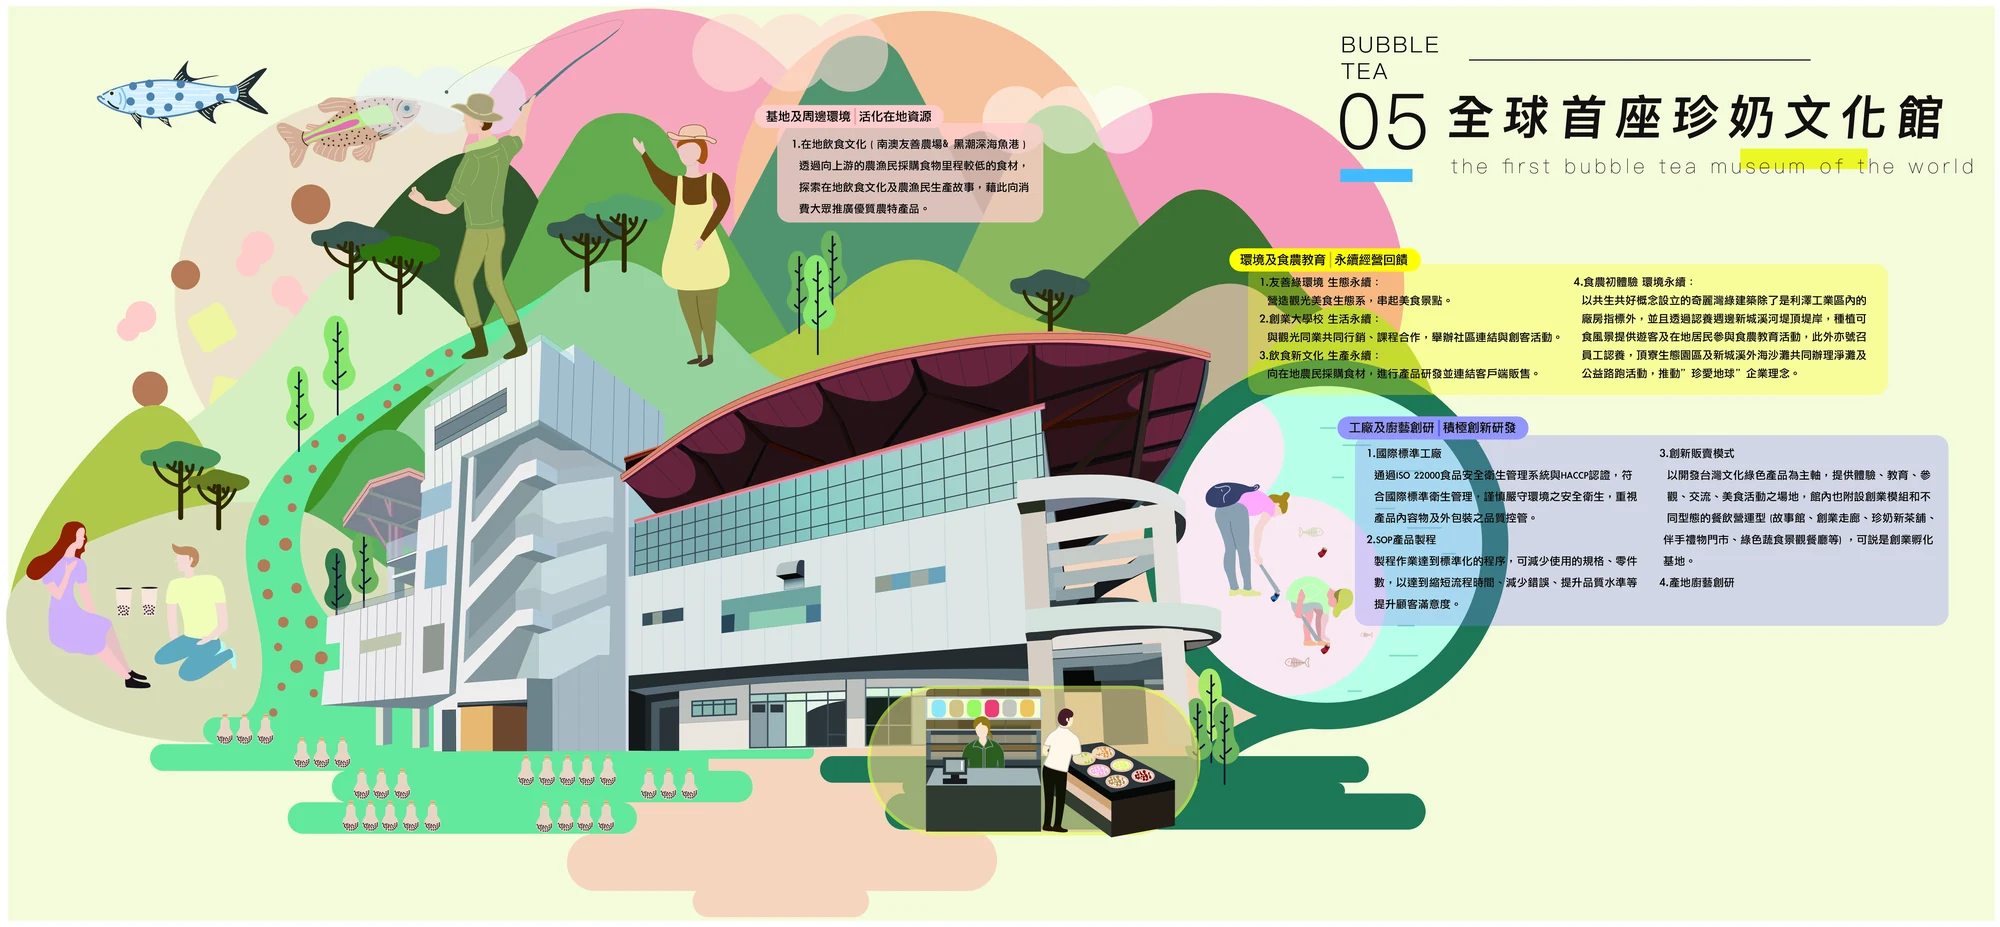 BUBBLE
TEA
05 全球首座珍奶文化館
the first bubble tea museum of the world
基地及周邊環境|活化在地資源
1.在地飲食文化 ( 南澳友善農場& 黑潮深海魚港 )
透過向上游的農漁民採購食物里程較低的食材，
探索在地飲食文化及農漁民生產故事，藉此向消
費大眾推廣優質農特產品。
環境及食農教育|永續經營回饋
1.友善綠環境 生態永續：
營造觀光美食生態系，串起美食景點。
2.創業大學校 生活永續：
與觀光同業共同行銷、課程合作，舉辦社區連結與創客活動。
3.飲食新文化 生產永續：
向在地農民採購食材，進行產品研發並連結客戶端販售。
4.食農初體驗 環境永續：
以共生共好概念設立的奇麗灣綠建築除了是利澤工業區內的
廠房指標外，並且透過認養週邊新城溪河堤頂堤岸，種植可
食風景提供遊客及在地居民參與食農教育活動，此外亦號召
員工認養，頂寮生態園區及新城溪外海沙灘共同辦理淨灘及
公益路跑活動，推動”珍愛地球”企業理念。
工廠及廚藝創研|積極創新研發
1.國際標準工廠
通過ISO 22000食品安全衛生管理系統與HACCP認證，符
合國際標準衛生管理，謹慎嚴守環境之安全衛生，重視
產品內容物及外包裝之品質控管。
2.SOP產品製程
製程作業達到標準化的程序，可減少使用的規格、零件
數，以達到縮短流程時間、減少錯誤、提升品質水準等
提升顧客滿意度。
3.創新販賣模式
以開發台灣文化綠色產品為主軸，提供體驗、教育、參
觀、交流、美食活動之場地，館內也附設創業模組和不
同型態的餐飲營運型 (故事館、創業走廊、珍奶新茶舖、
伴手禮物門市、綠色蔬食景觀餐廳等) ，可說是創業孵化
基地。
4.產地廚藝創研